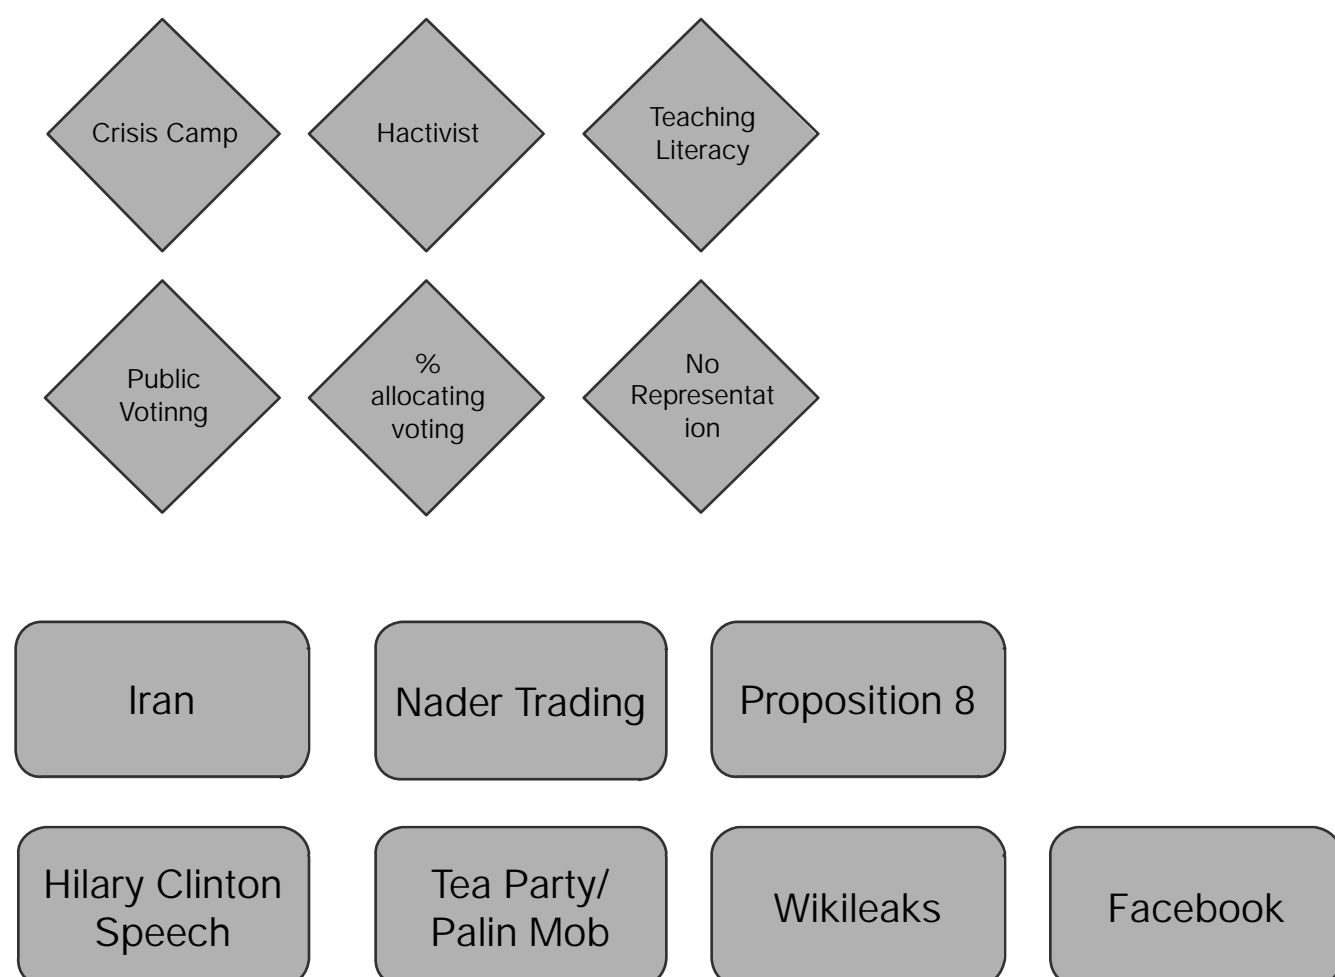 Crisis Camp
Hactivist
Teaching
Literacy
Public
Votinng
%
allocating
voting
No
Representat
ion
Iran
Nader Trading
Proposition 8
Hilary Clinton
Speech
Tea Party/
Palin Mob
Wikileaks
Facebook